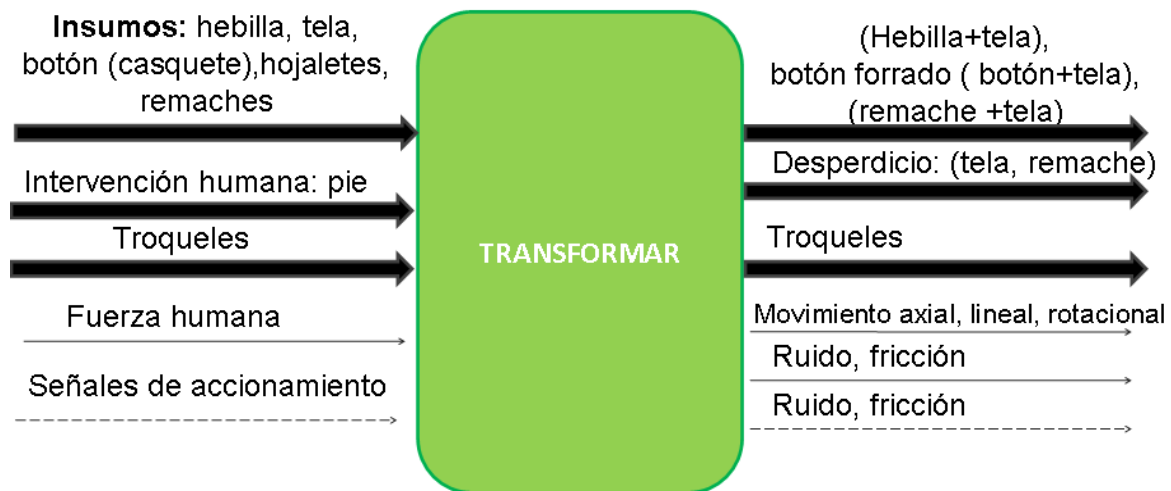 Insumos: hebilla, tela,
botón (casquete),hojaletes,
remaches
Intervención humana: pie
Troqueles
Fuerza humana
Señales de accionamiento
TRANSFORMAR
(Hebilla+tela),
botón forrado ( botón+tela),
(remache +tela)
Desperdicio: (tela, remache)
Troqueles
Movimiento axial, lineal, rotacional
Ruido, fricción
Ruido, fricción